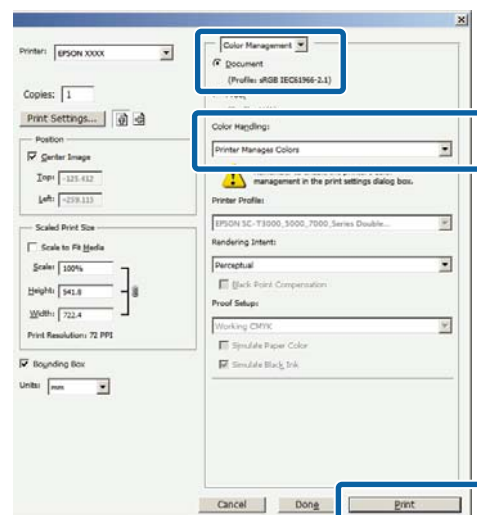 Printer: EPSON XXXX
Copies: 1
Print Settings...
Position
Center Image
Top: -125.412
Left: -259.113
Scaled Print Size
Scale to Fit Media
Scale: 100%
Height: 541.8
Width: 722.4
Print Resolution: 72 PPI
Bounding Box
Units: mm
Color Management
Document
(Profile: sRGB IEC61966-2.1)
Color Handling:
Printer Manages Colors
management in the print settings dialog box.
Printer Profile:
EPSON SC-T3000_5000_7000_Series Double...
Rendering Intent:
Perceptual
Black Point Compensation
Proof Setup:
Working CMYK
Simulate Paper Color
Simulate Black Ink
Cancel
Done
Print